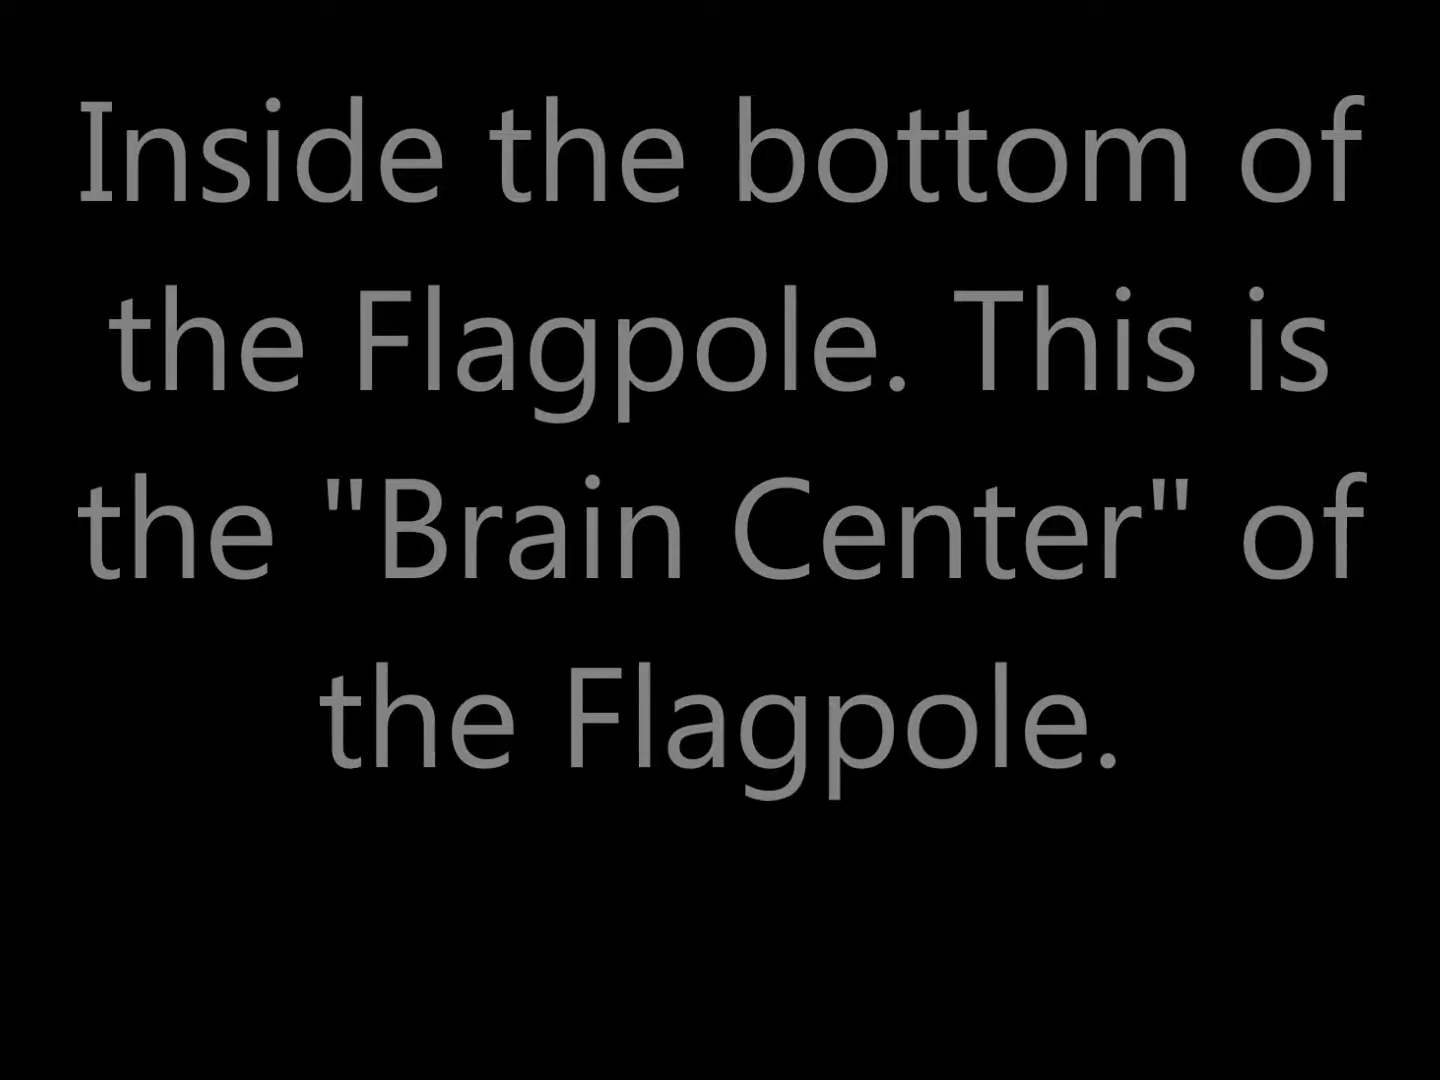 Inside the bottom of
the Flagpole. This is
the "Brain Center" of
the Flagpole.